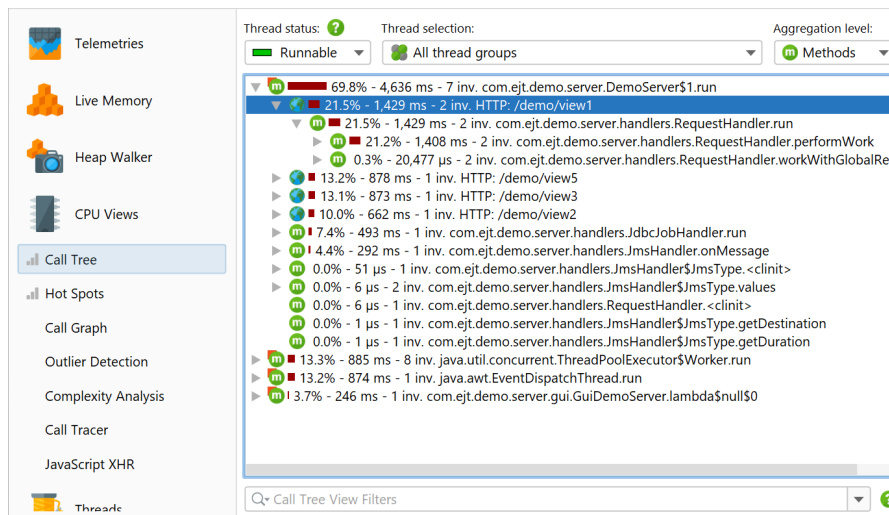 Thread status:
Thread selection:
Aggregation level:
Runnable
All thread groups
Methods
Telemetries
Live Memory
Heap Walker
CPU Views
Call Tree
Hot Spots
Call Graph
Outlier Detection
Complexity Analysis
Call Tracer
JavaScript XHR
Threads
69.8% - 4,636 ms - 7 inv. com.ejt.demo.server.DemoServer$1.run
21.5% - 1,429 ms - 2 inv. HTTP: /demo/view1
21.5% - 1,429 ms - 2 inv. com.ejt.demo.server.handlers.RequestHandler.run
21.2% - 1,408 ms - 2 inv. com.ejt.demo.server.handlers.RequestHandler.performWork
0.3% - 20,477 µs - 2 inv. com.ejt.demo.server.handlers.RequestHandler.workWithGlobalRe
13.2% - 878 ms - 1 inv. HTTP: /demo/view5
13.1% - 873 ms - 1 inv. HTTP: /demo/view3
10.0% - 662 ms - 1 inv. HTTP: /demo/view2
7.4% - 493 ms - 1 inv. com.ejt.demo.server.handlers.JdbcJobHandler.run
4.4% - 292 ms - 1 inv. com.ejt.demo.server.handlers.JmsHandler.onMessage
0.0% - 51 µs - 1 inv. com.ejt.demo.server.handlers.JmsHandler$JmsType.<clinit>
0.0% - 6 µs - 2 inv. com.ejt.demo.server.handlers.JmsHandler$JmsType.values
0.0% - 6 µs - 1 inv. com.ejt.demo.server.handlers.RequestHandler.<clinit>
0.0% - 1 µs - 1 inv. com.ejt.demo.server.handlers.JmsHandler$JmsType.getDestination
0.0% - 1 µs - 1 inv. com.ejt.demo.server.handlers.JmsHandler$JmsType.getDuration
13.3% - 885 ms - 8 inv. java.util.concurrent.ThreadPoolExecutor$Worker.run
13.2% - 874 ms - 1 inv. java.awt.EventDispatchThread.run
3.7% - 246 ms - 1 inv. com.ejt.demo.server.gui.GuiDemoServer.lambda$null$0
Call Tree View Filters